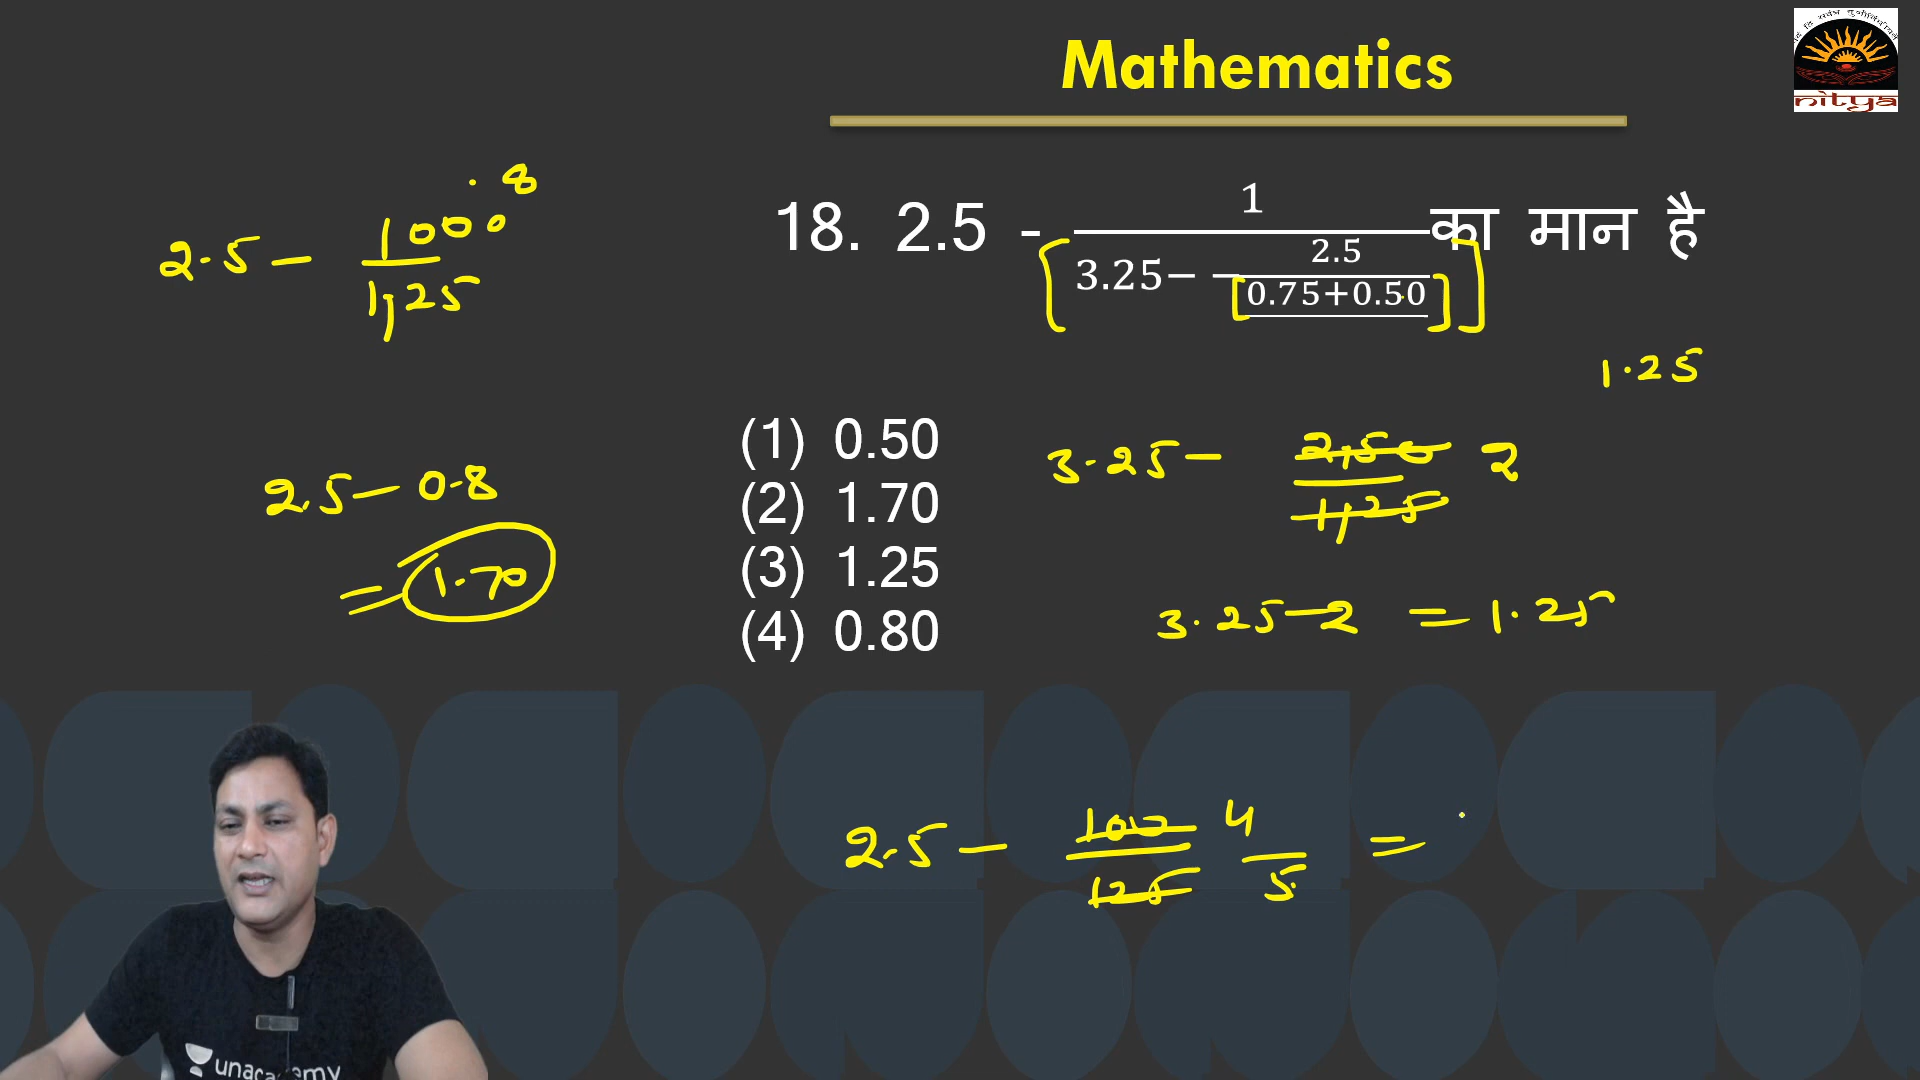 Mathematics
nitya
18. 2.5 - 1 का मान है
3.25− − 2.5
[0.75+0.50]
2.5 − 1000 .8
1,25
1.25
(1) 0.50
(2) 1.70
(3) 1.25
(4) 0.80
3.25 − 2,50 2
1,25
2.5 − 0.8
= 1.70
3.25 − 2 = 1.25
2.5 − 100 4 = .
125 5
unacademy